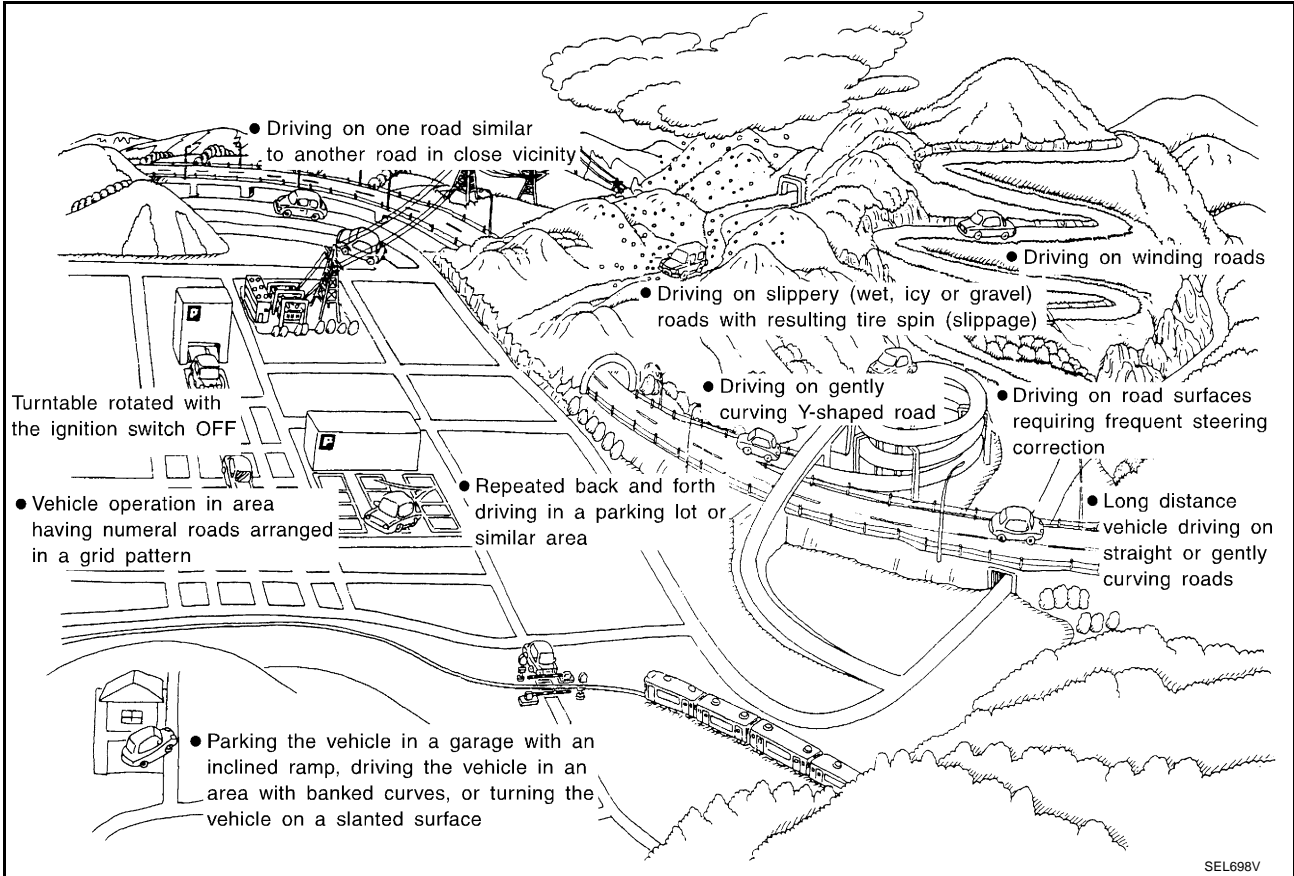 ● Driving on one road similar
to another road in close vicinity
● Driving on winding roads
● Driving on slippery (wet, icy or gravel)
roads with resulting tire spin (slippage)
P
Turntable rotated with
the ignition switch OFF
● Driving on gently
curving Y-shaped road
● Driving on road surfaces
requiring frequent steering
correction
P
● Vehicle operation in area
having numeral roads arranged
in a grid pattern
● Repeated back and forth
driving in a parking lot or
similar area
● Long distance
vehicle driving on
straight or gently
curving roads
● Parking the vehicle in a garage with an
inclined ramp, driving the vehicle in an
area with banked curves, or turning the
vehicle on a slanted surface
SEL698V